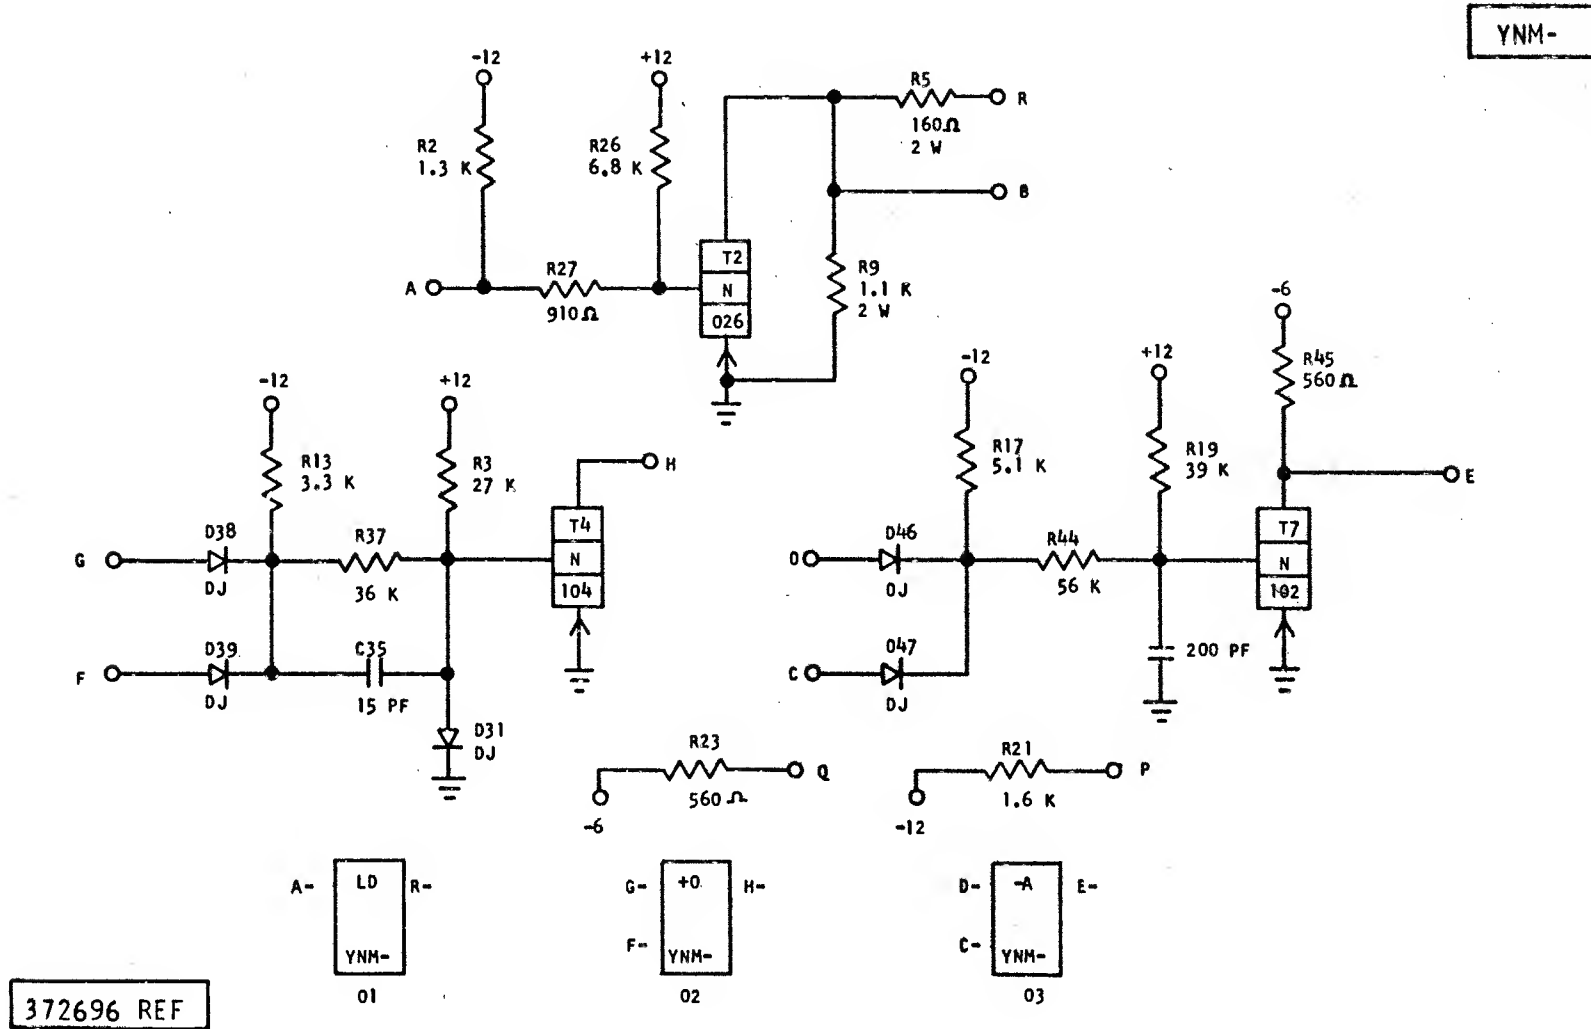 YNM-
-12
+12
R2
1.3 K
R26
6.8 K
R5
160Ω
2 W
R
B
A
R27
910Ω
T2
N
026
R9
1.1 K
2 W
-12
+12
R13
3.3 K
R3
27 K
H
G
D38
DJ
R37
36 K
T4
N
104
F
D39
DJ
C35
15 PF
D31
DJ
-12
+12
-6
R45
560Ω
R17
5.1 K
R19
39 K
E
O
D46
OJ
R44
56 K
T7
N
102
C
O47
DJ
200 PF
R23
560Ω
-6
Q
R21
1.6 K
-12
P
A-
LD
R-
YNM-
01
G-
+O
H-
F-
YNM-
02
D-
-A
E-
C-
YNM-
03
372696 REF